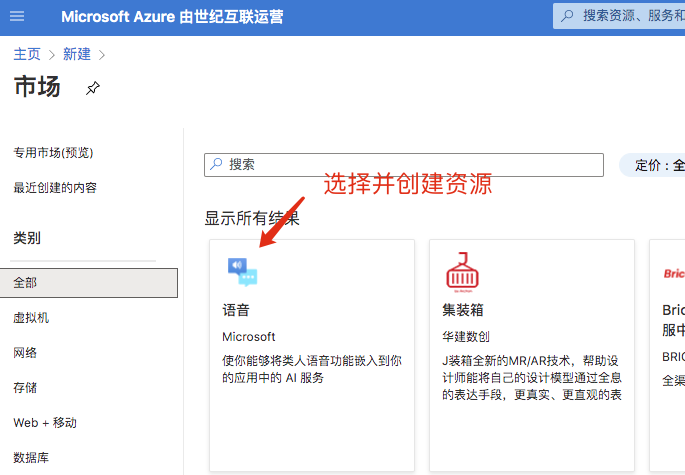 Microsoft Azure 由世纪互联运营
搜索资源、服务和
主页 > 新建 >
市场
专用市场(预览)
最近创建的内容
类别
全部
虚拟机
网络
存储
Web + 移动
数据库
搜索
定价：全
选择并创建资源
显示所有结果
语音
Microsoft
使你能够将类人语音功能嵌入到你
的应用中的 AI 服务
集装箱
华建数创
J装箱全新的MR/AR技术，帮助设
计师能将自己的设计模型通过全息
的表达手段，更真实、更直观的表
Bric
Bric
服中
BRIC
全渠